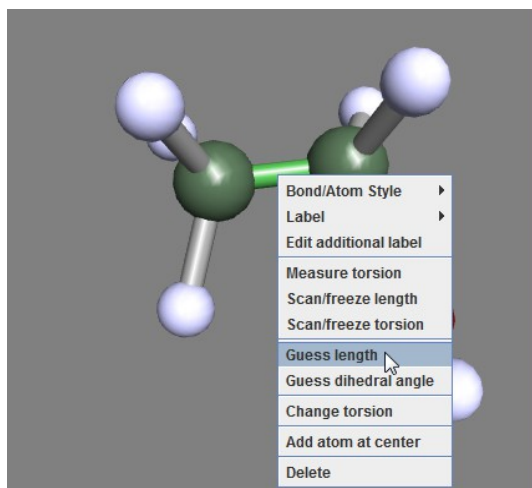 Bond/Atom Style
Label
Edit additional label
Measure torsion
Scan/freeze length
Scan/freeze torsion
Guess length
Guess dihedral angle
Change torsion
Add atom at center
Delete